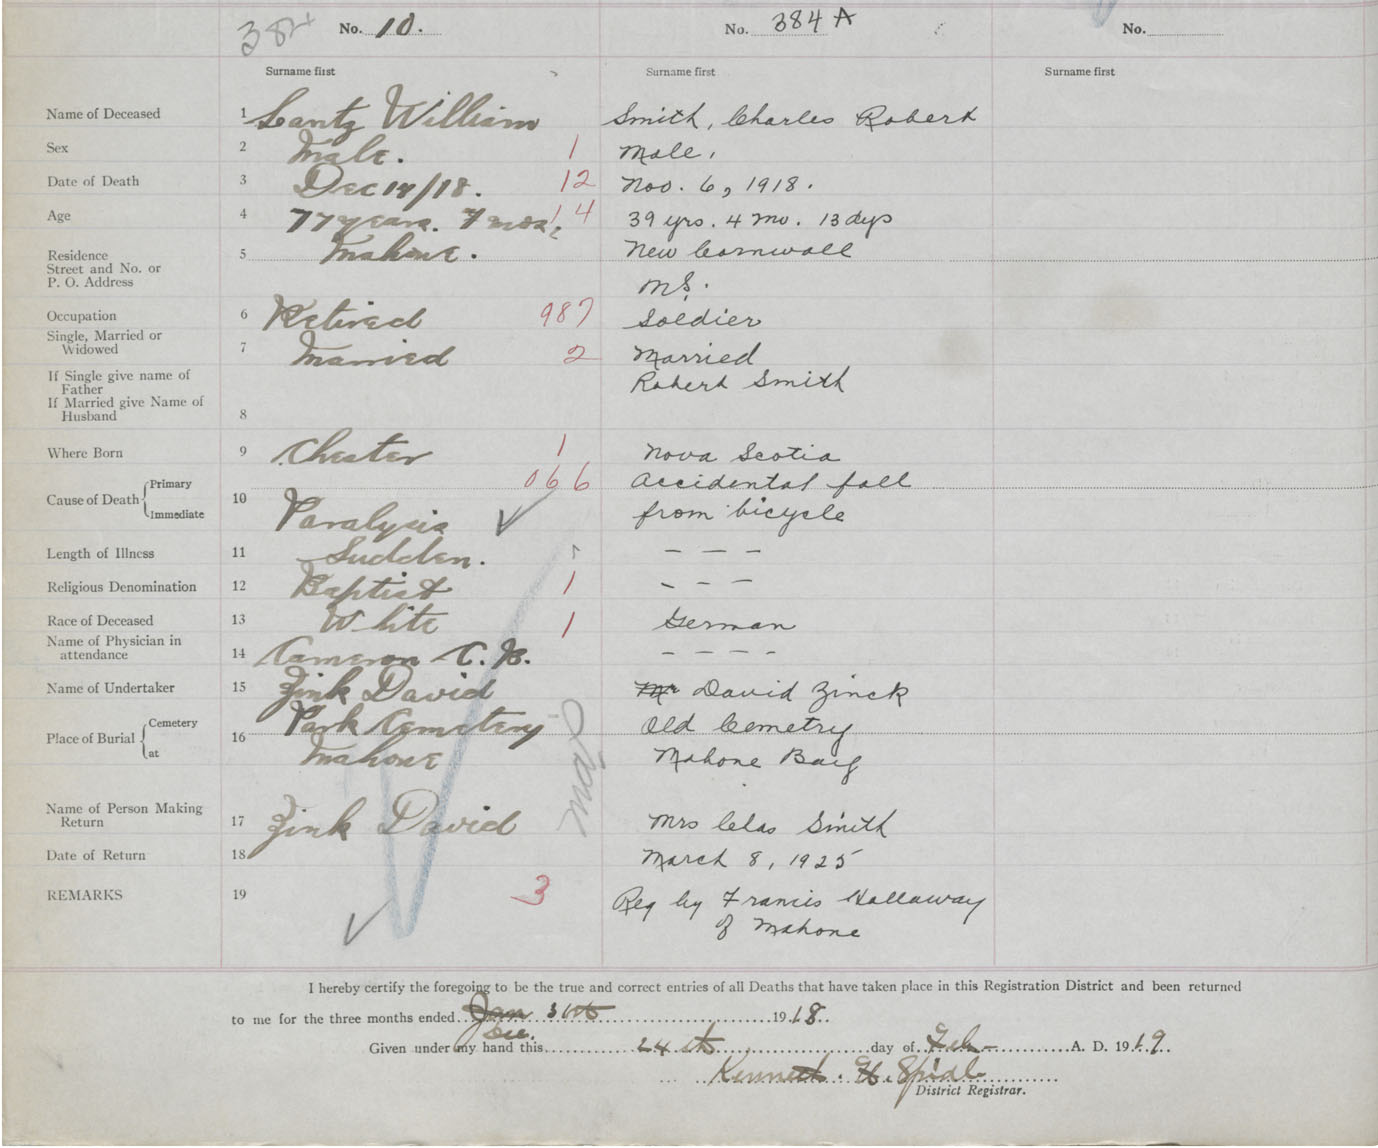 382
No. 10.
No. 384 A
No.
Surname first
Surname first
Surname first
Name of Deceased 1 Lantz William Smith, Charles Robert
Sex 2 Male. 1 Male.
Date of Death 3 Dec 14/18. 12 Nov. 6, 1918.
Age 4 77 years. 7 mos. 14 39 yrs. 4 mo. 13 dys
Residence
Street and No. or
P. O. Address
5 Mahone. New Cornwall
N.S.
Occupation 6 Retired 987 Soldier
Single, Married or
Widowed
7 Married 2 Married
If Single give name of
Father
If Married give Name of
Husband
8 Robert Smith
Where Born 9 Chester 1 Nova Scotia
Cause of Death { Primary
Immediate
10 066 Accidental fall
Paralysis from bicycle
Length of Illness 11 Sudden. — — —
Religious Denomination 12 Baptist 1 - - -
Race of Deceased 13 White 1 German
Name of Physician in
attendance
14 Cameron C. - - - -
Name of Undertaker 15 Zink David Mr David Zinck
Place of Burial { Cemetery
at
16 Park Cemetery Old Cemetry
Mahone Mahone Bay
Name of Person Making
Return
17 Zink David Mrs Smith
Date of Return 18 March 8, 1925
REMARKS 19 3 Reg by Francis Hallaway
of Mahone
I hereby certify the foregoing to be the true and correct entries of all Deaths that have taken place in this Registration District and been returned
to me for the three months ended Jan 31st 1918.
Dec.
Given under my hand this 24th day of Feb- A. D. 1919.
Kenneth H. Spidle
District Registrar.